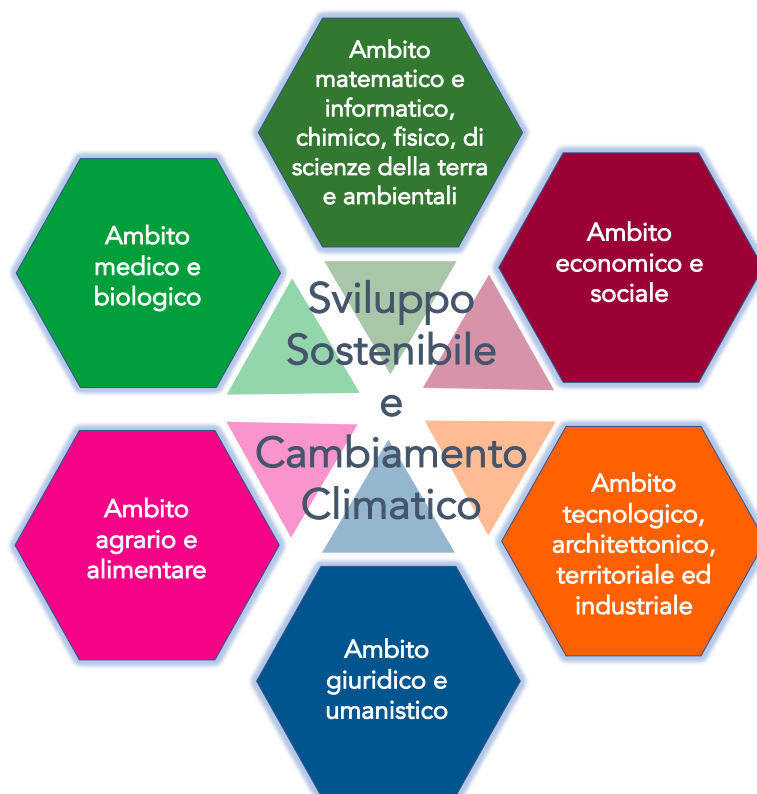 Ambito
matematico e
informatico,
chimico, fisico, di
scienze della terra
e ambientali
Ambito
economico e
sociale
Ambito
tecnologico,
architettonico,
territoriale ed
industriale
Ambito
giuridico e
umanistico
Ambito
agrario e
alimentare
Ambito
medico e
biologico
Sviluppo
Sostenibile
e
Cambiamento
Climatico